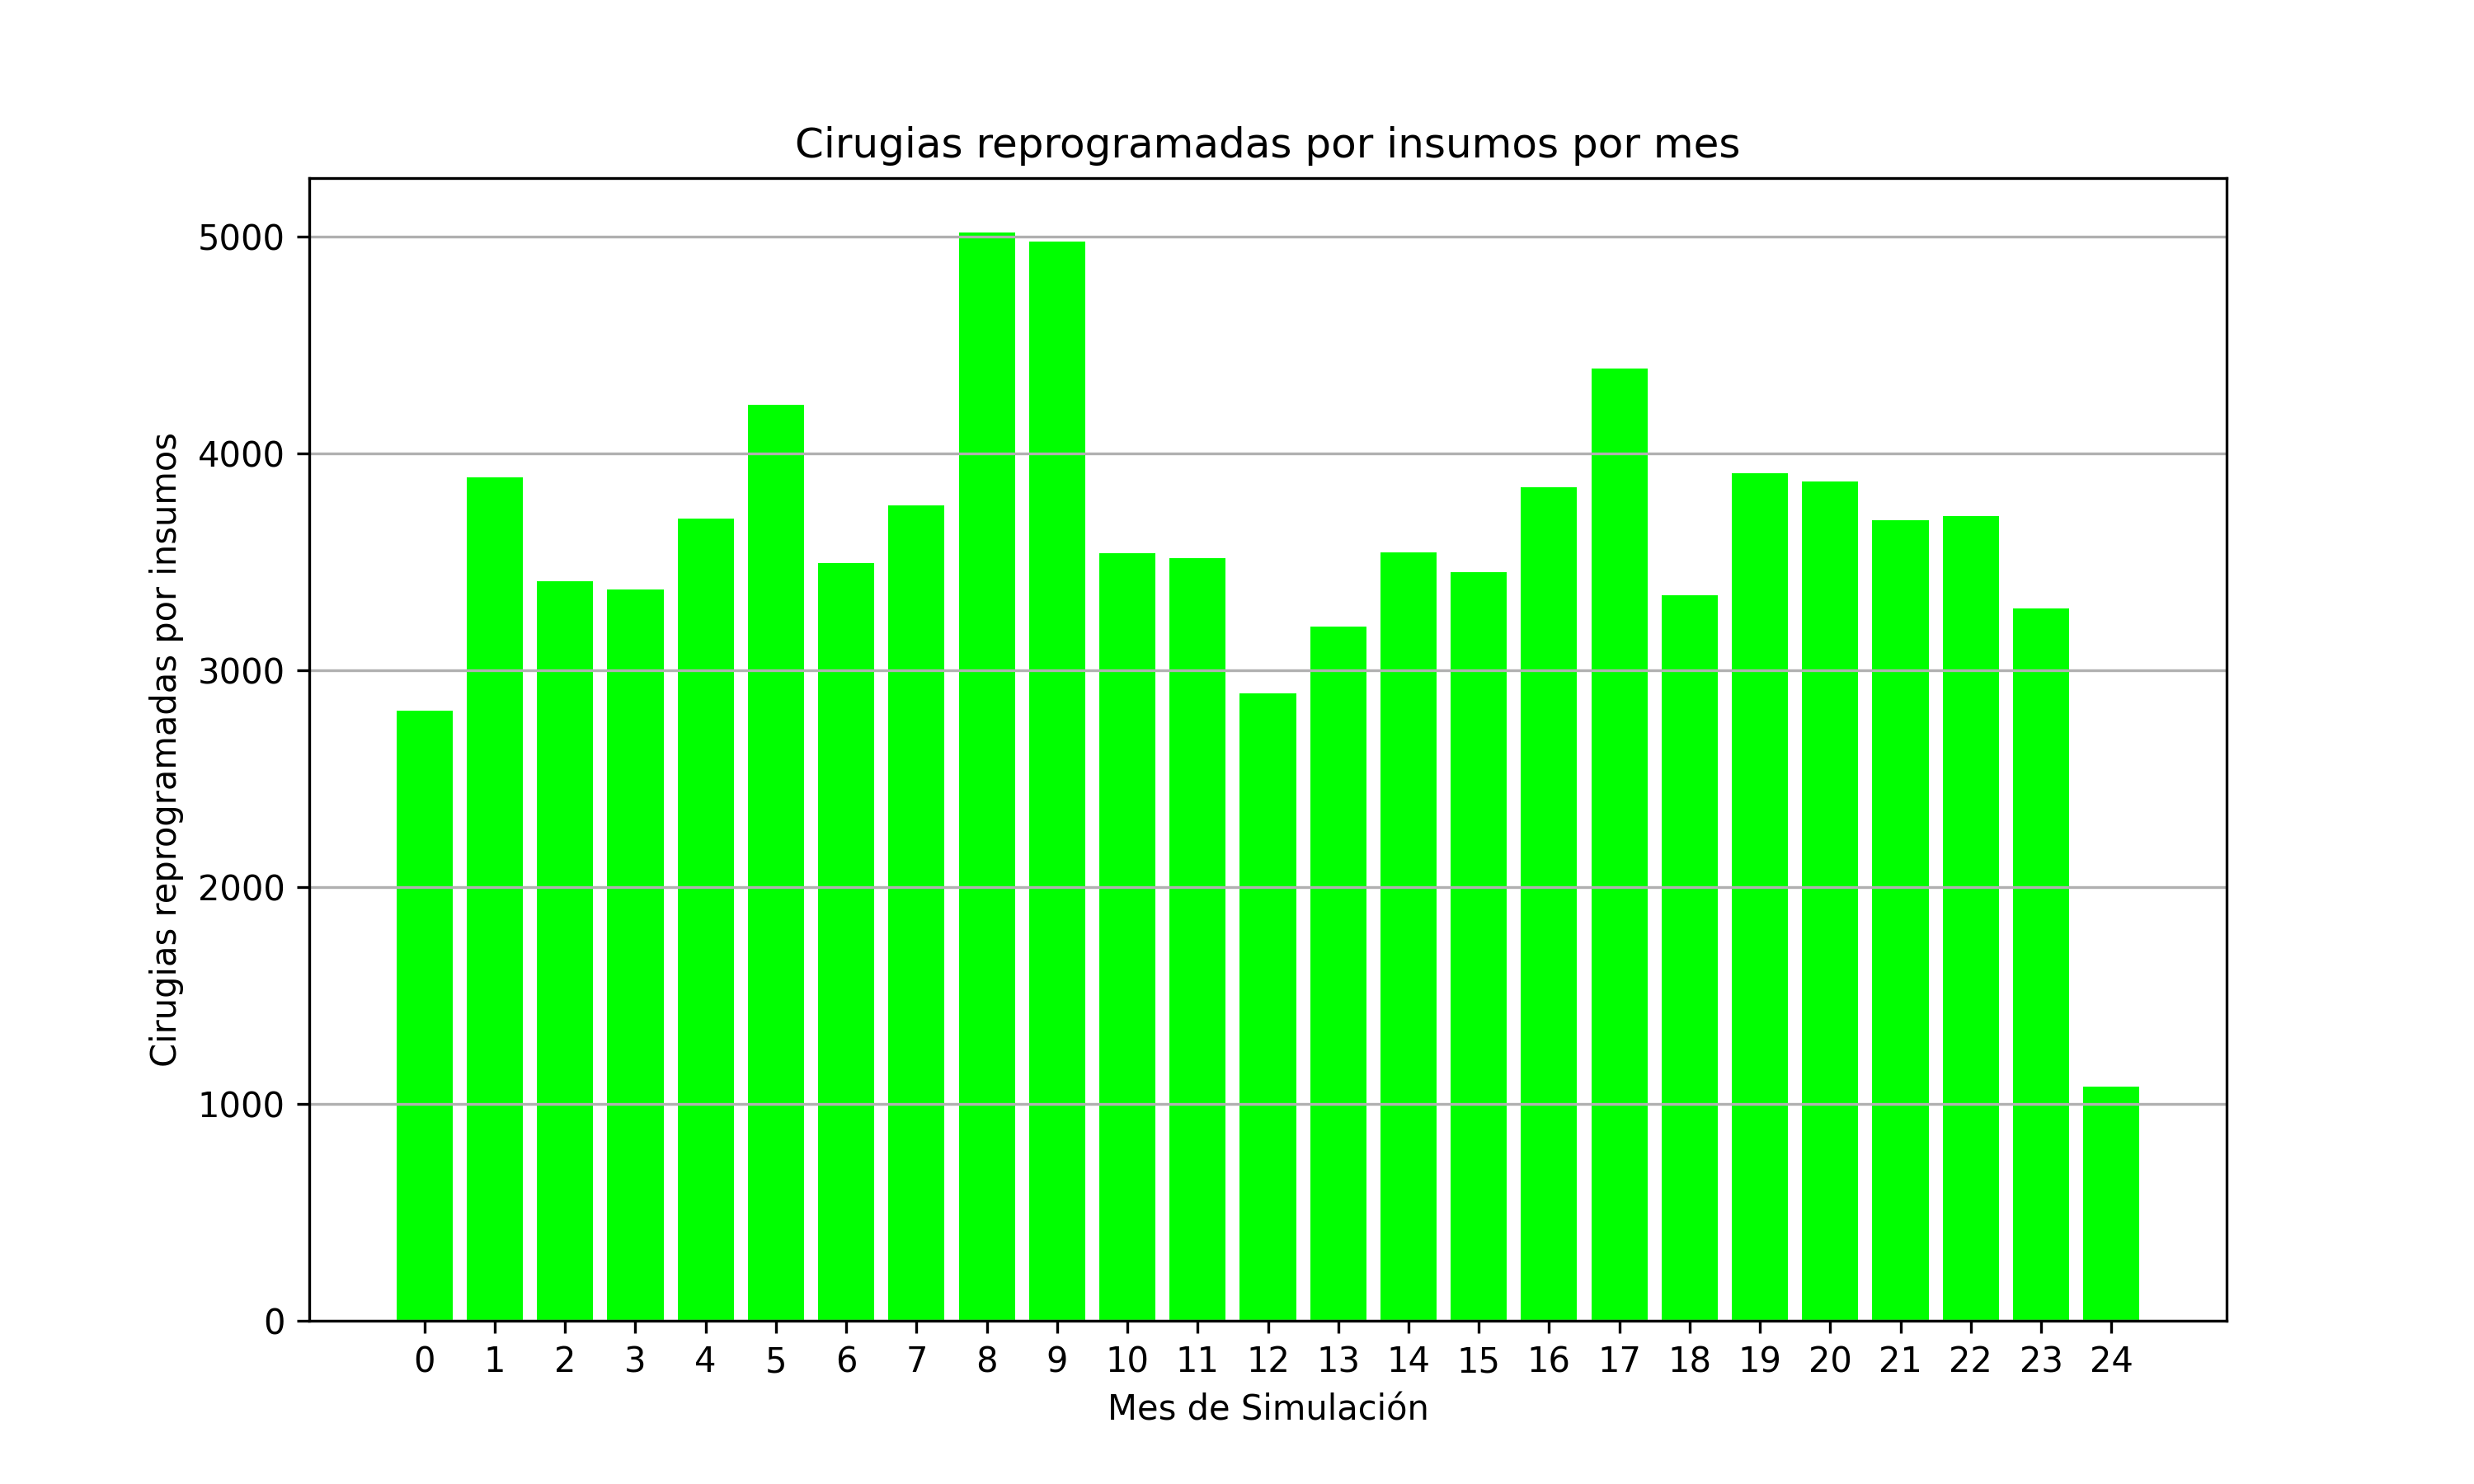 Cirugias reprogramadas por insumos por mes
Cirugias reprogramadas por insumos
5000
4000
3000
2000
1000
0
0 1 2 3 4 5 6 7 8 9 10 11 12 13 14 15 16 17 18 19 20 21 22 23 24
Mes de Simulación